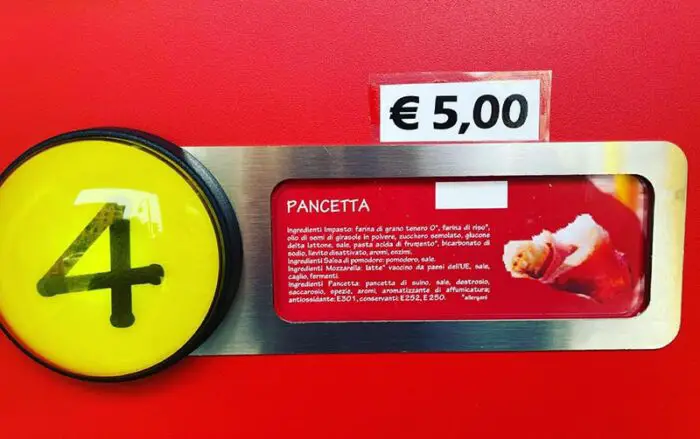 € 5,00
4
PANCETTA
Ingredienti Impasto: farina di grano tenero 0*, farina di riso*,
olio di semi di girasole in polvere, zucchero semolato, glucone
delta lattone, sale, pasta acida di frumento*, bicarbonato di
sodio, lievito disattivato, aromi, enzimi.
Ingredienti Salsa di pomodoro: pomodoro, sale.
Ingredienti Mozzarella: latte* vaccino da paesi dell'UE, sale,
caglio, fermenti.
Ingredienti Pancetta: pancetta di suino, sale, destrosio,
saccarosio, spezie, aromi, aromatizzante di affumicatura;
antiossidante: E301, conservanti: E252, E 250.
*allergeni